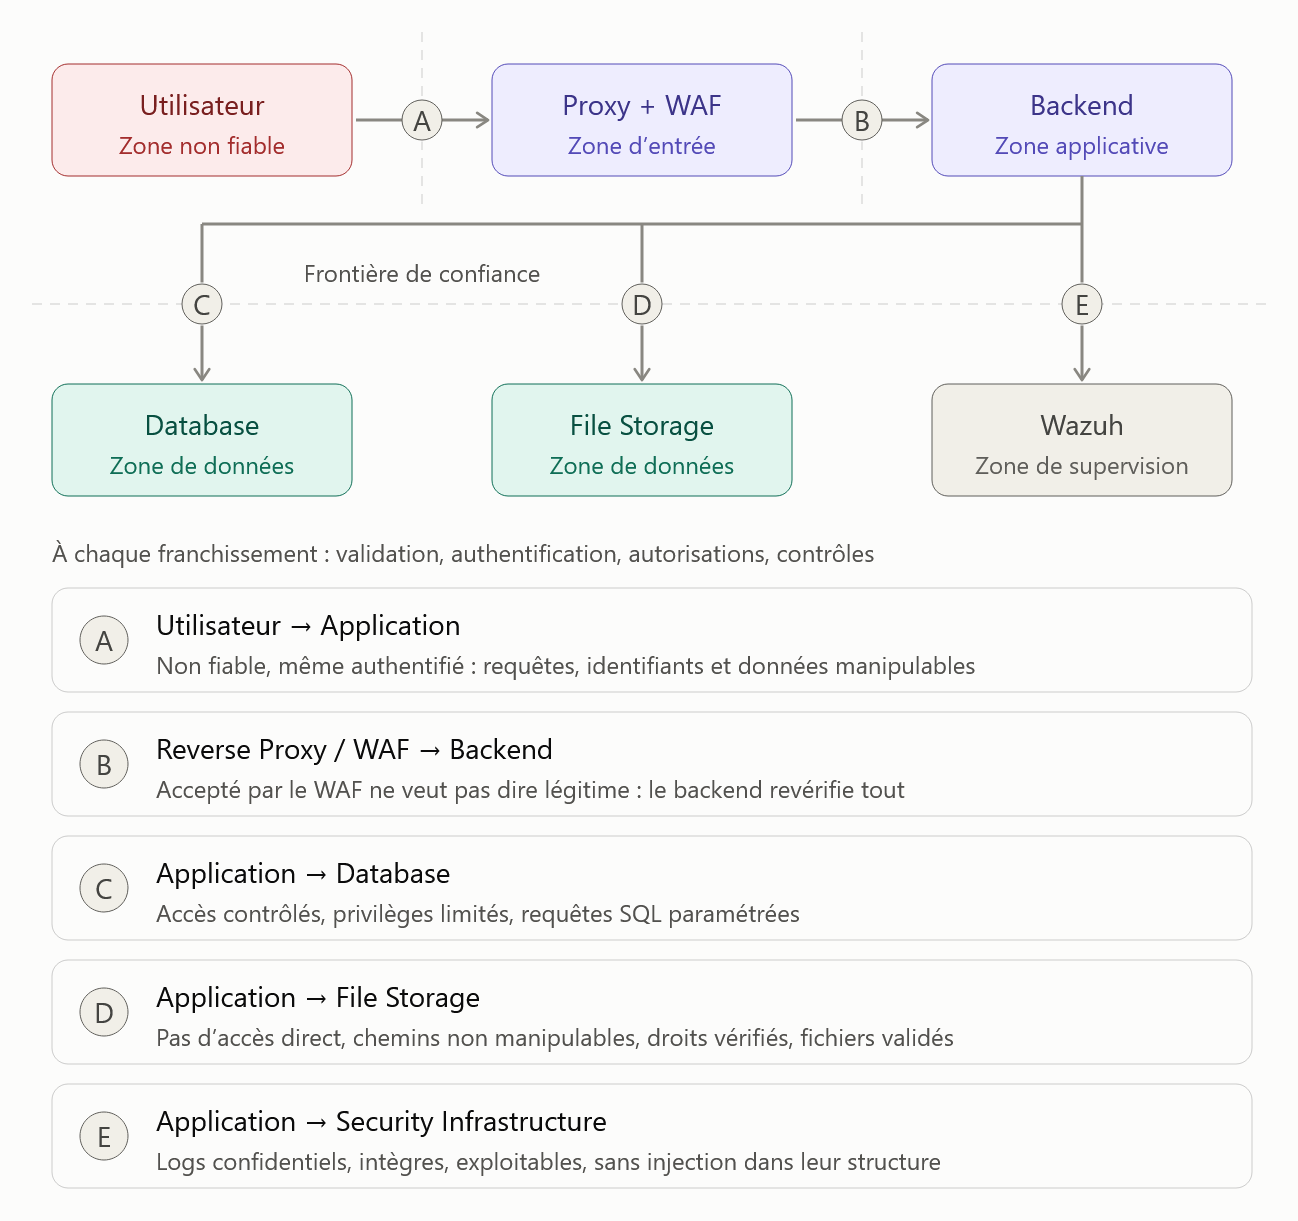 Utilisateur
Zone non fiable
A
Proxy + WAF
Zone d’entrée
B
Backend
Zone applicative
Frontière de confiance
C
D
E
Database
Zone de données
File Storage
Zone de données
Wazuh
Zone de supervision
À chaque franchissement : validation, authentification, autorisations, contrôles
A
Utilisateur → Application
Non fiable, même authentifié : requêtes, identifiants et données manipulables
B
Reverse Proxy / WAF → Backend
Accepté par le WAF ne veut pas dire légitime : le backend revérifie tout
C
Application → Database
Accès contrôlés, privilèges limités, requêtes SQL paramétrées
D
Application → File Storage
Pas d’accès direct, chemins non manipulables, droits vérifiés, fichiers validés
E
Application → Security Infrastructure
Logs confidentiels, intègres, exploitables, sans injection dans leur structure